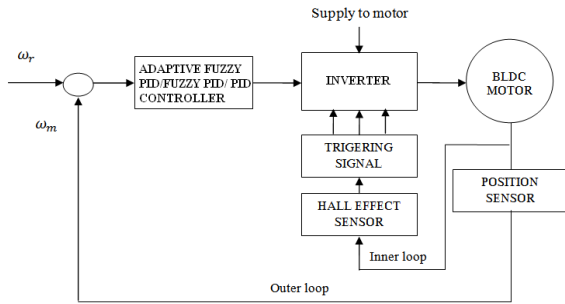 Supply to motor
ωr
ADAPTIVE FUZZY
PID/FUZZY PID/ PID
CONTROLLER
INVERTER
BLDC
MOTOR
ωm
TRIGERING
SIGNAL
POSITION
SENSOR
HALL EFFECT
SENSOR
Inner loop
Outer loop